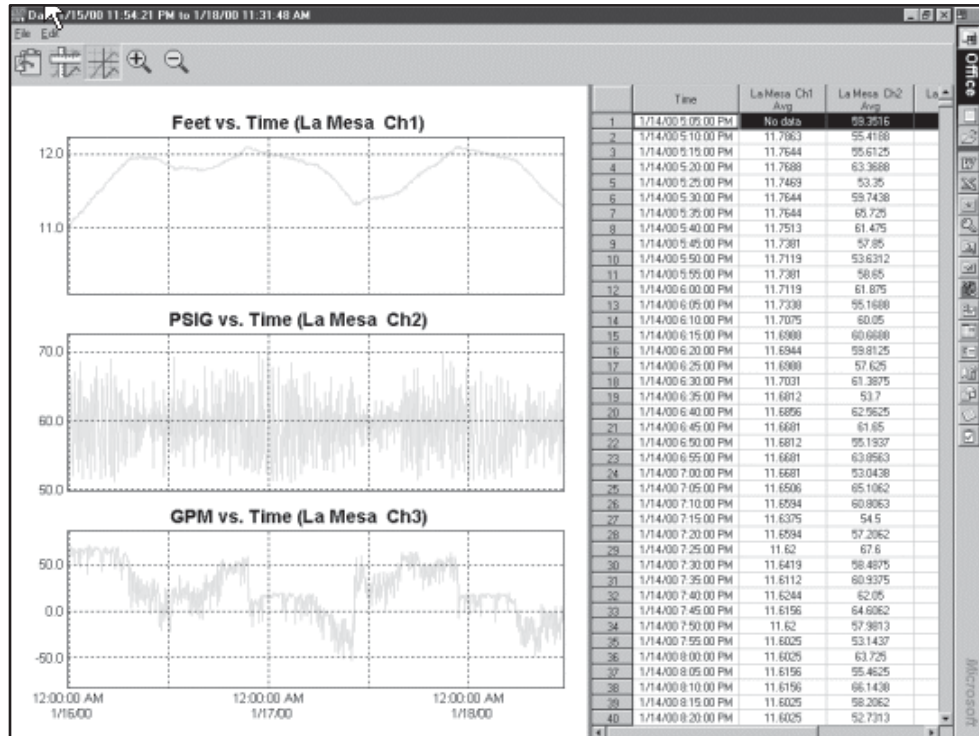 Da 1/15/00 11:54:21 PM to 1/18/00 11:31:48 AM
File Edit
Feet vs. Time (La Mesa Ch1)
12.0
11.0
PSIG vs. Time (La Mesa Ch2)
70.0
60.0
50.0
GPM vs. Time (La Mesa Ch3)
50.0
0.0
-50.0
12:00:00 AM 12:00:00 AM 12:00:00 AM
1/16/00 1/17/00 1/18/00
Time La Mesa Ch1 Avg La Mesa Ch2 Avg La
1 1/14/00 5:05:00 PM No data 59.3516
2 1/14/00 5:10:00 PM 11.7863 55.4188
3 1/14/00 5:15:00 PM 11.7644 55.6125
4 1/14/00 5:20:00 PM 11.7688 63.3688
5 1/14/00 5:25:00 PM 11.7469 53.35
6 1/14/00 5:30:00 PM 11.7644 59.7438
7 1/14/00 5:35:00 PM 11.7644 65.725
8 1/14/00 5:40:00 PM 11.7513 61.475
9 1/14/00 5:45:00 PM 11.7381 57.85
10 1/14/00 5:50:00 PM 11.7119 53.6312
11 1/14/00 5:55:00 PM 11.7381 58.65
12 1/14/00 6:00:00 PM 11.7119 61.875
13 1/14/00 6:05:00 PM 11.7338 55.1688
14 1/14/00 6:10:00 PM 11.7075 60.05
15 1/14/00 6:15:00 PM 11.6988 60.6688
16 1/14/00 6:20:00 PM 11.6944 59.8125
17 1/14/00 6:25:00 PM 11.6988 57.625
18 1/14/00 6:30:00 PM 11.7031 61.3875
19 1/14/00 6:35:00 PM 11.6812 53.7
20 1/14/00 6:40:00 PM 11.6856 62.5625
21 1/14/00 6:45:00 PM 11.6681 61.65
22 1/14/00 6:50:00 PM 11.6812 55.1937
23 1/14/00 6:55:00 PM 11.6681 63.8563
24 1/14/00 7:00:00 PM 11.6681 53.0438
25 1/14/00 7:05:00 PM 11.6506 65.1062
26 1/14/00 7:10:00 PM 11.6594 60.8063
27 1/14/00 7:15:00 PM 11.6375 54.5
28 1/14/00 7:20:00 PM 11.6594 57.2062
29 1/14/00 7:25:00 PM 11.62 67.6
30 1/14/00 7:30:00 PM 11.6419 58.4875
31 1/14/00 7:35:00 PM 11.6112 60.9375
32 1/14/00 7:40:00 PM 11.6244 62.05
33 1/14/00 7:45:00 PM 11.6156 64.6062
34 1/14/00 7:50:00 PM 11.62 57.9813
35 1/14/00 7:55:00 PM 11.6025 53.1437
36 1/14/00 8:00:00 PM 11.6025 63.725
37 1/14/00 8:05:00 PM 11.6156 55.4625
38 1/14/00 8:10:00 PM 11.6156 66.1438
39 1/14/00 8:15:00 PM 11.6025 58.2062
40 1/14/00 8:20:00 PM 11.6025 52.7313
Office
Microsoft